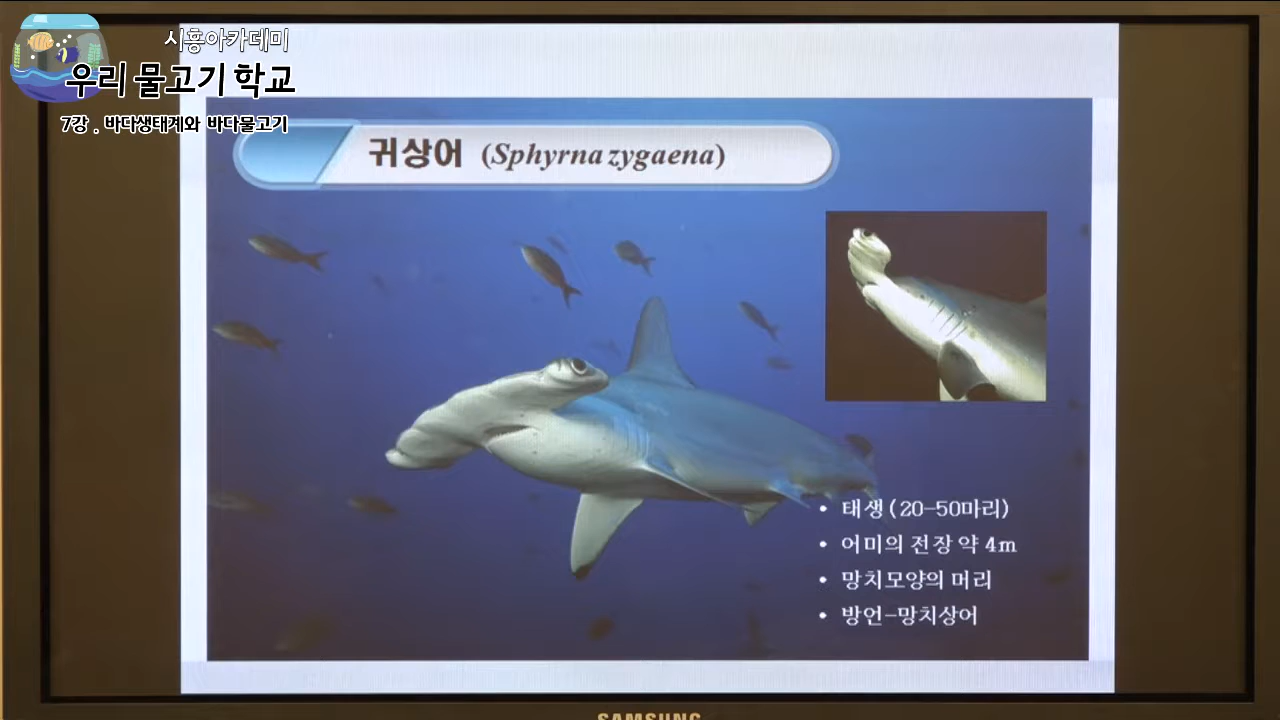 시흥아카데미
우리 물고기 학교
7강 . 바다생태계와 바다물고기
귀상어 (Sphyrna zygaena)
• 태생(20-50마리)
• 어미의 전장 약 4m
• 망치모양의 머리
• 방언-망치상어
SAMSUNG